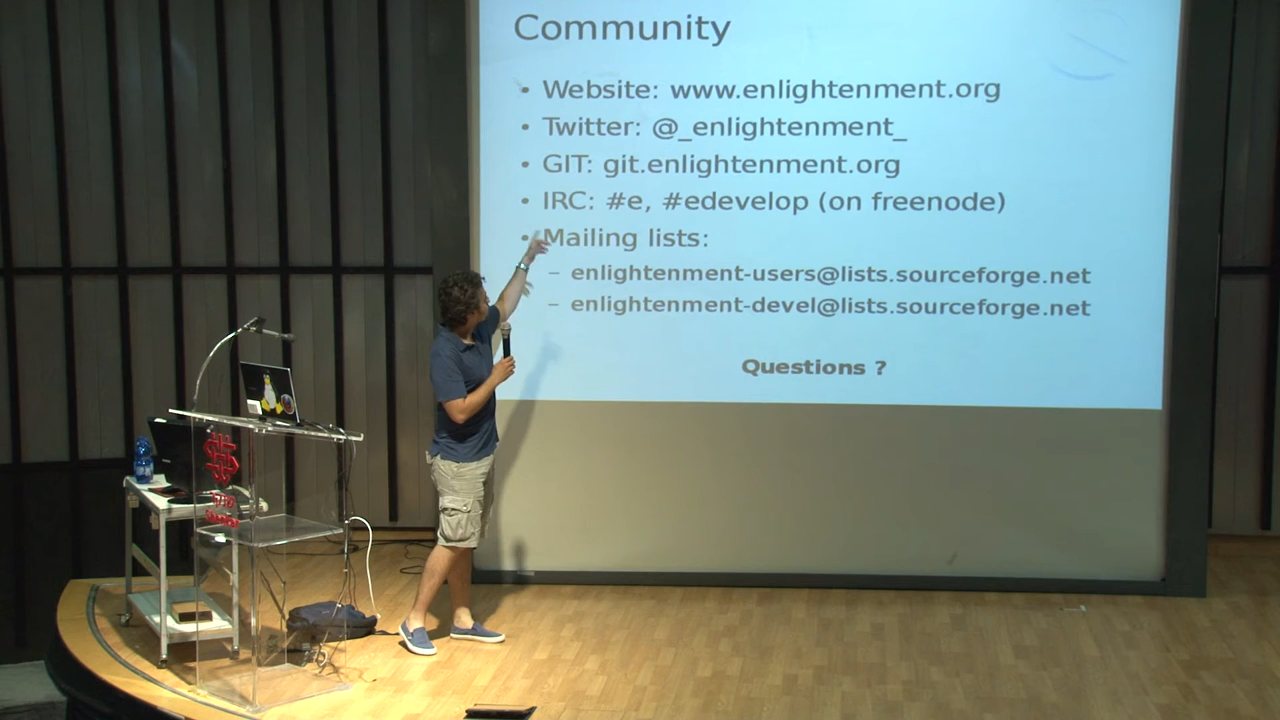 Community
• Website: www.enlightenment.org
• Twitter: @_enlightenment_
• GIT: git.enlightenment.org
• IRC: #e, #edevelop (on freenode)
• Mailing lists:
– enlightenment-users@lists.sourceforge.net
– enlightenment-devel@lists.sourceforge.net
Questions ?